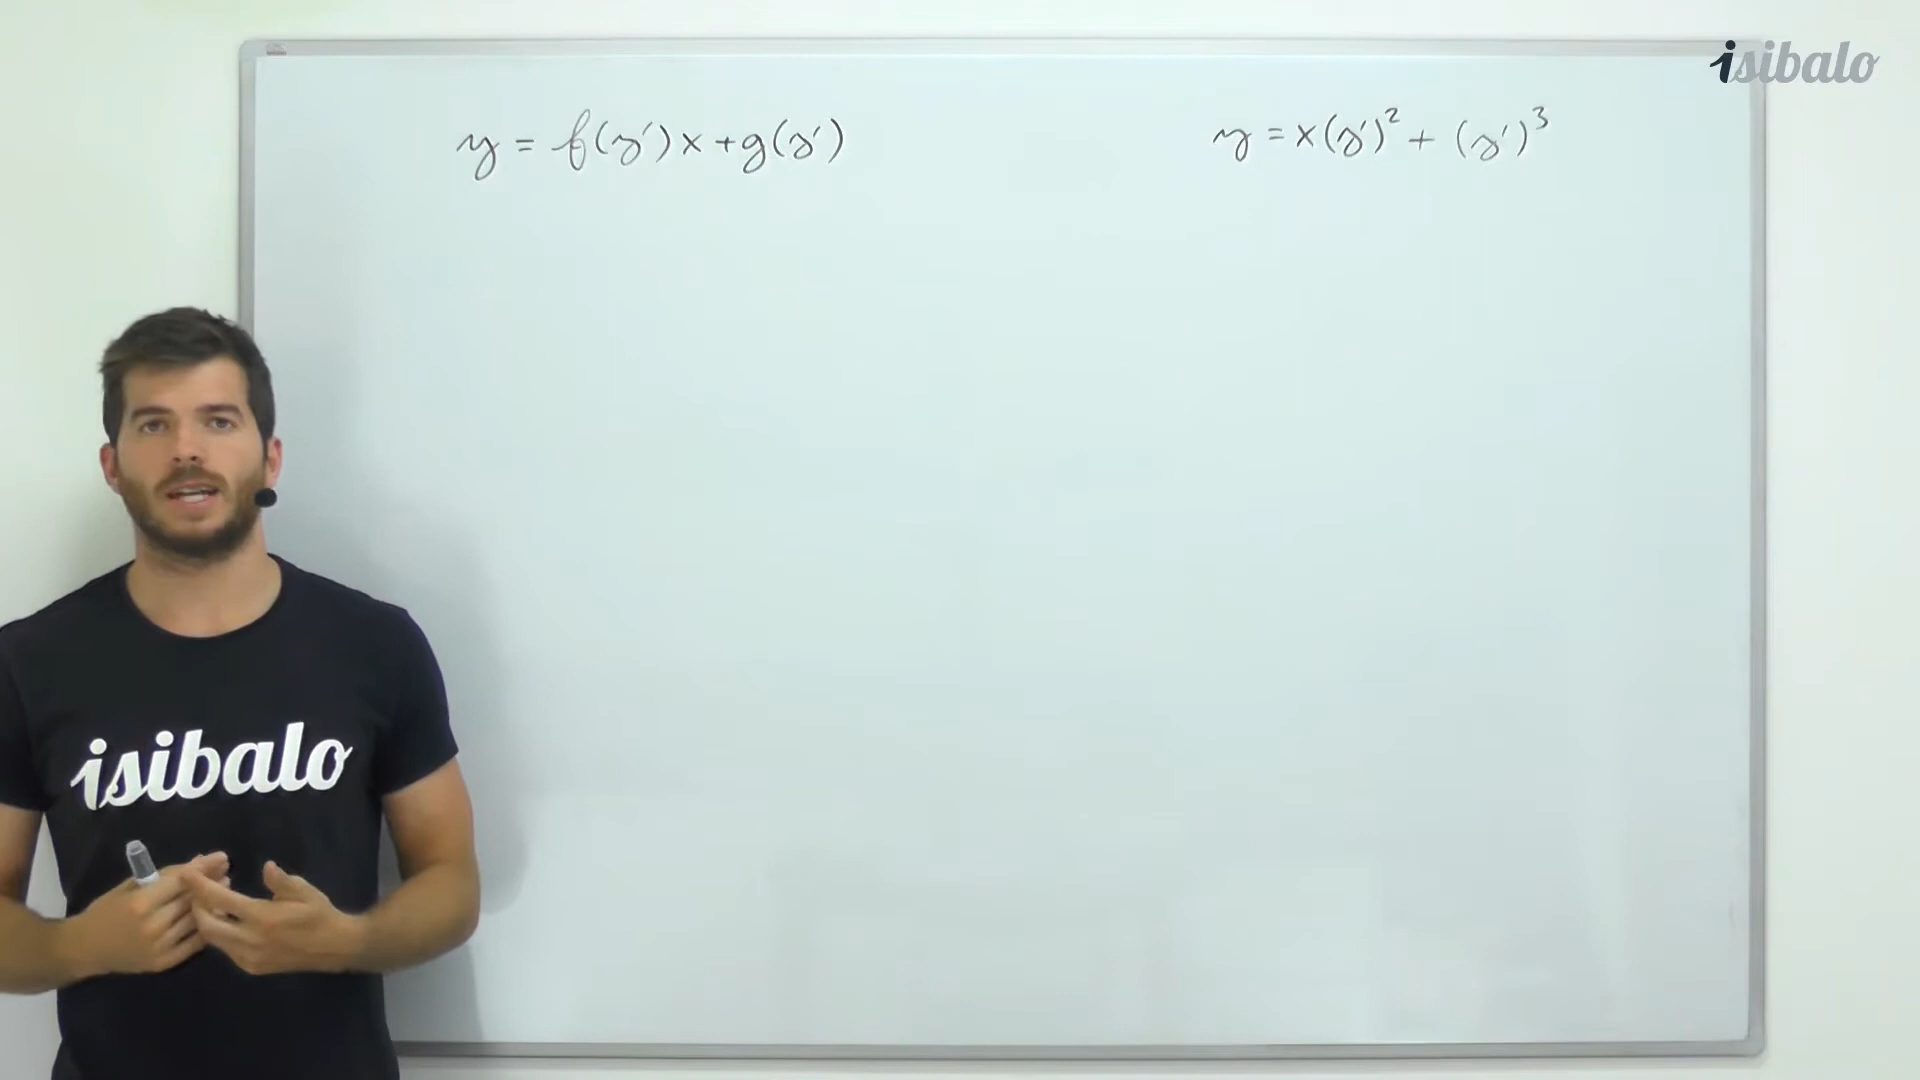 isibalo
y = f(y')x + g(y')
y = x(y')² + (y')³
isibalo